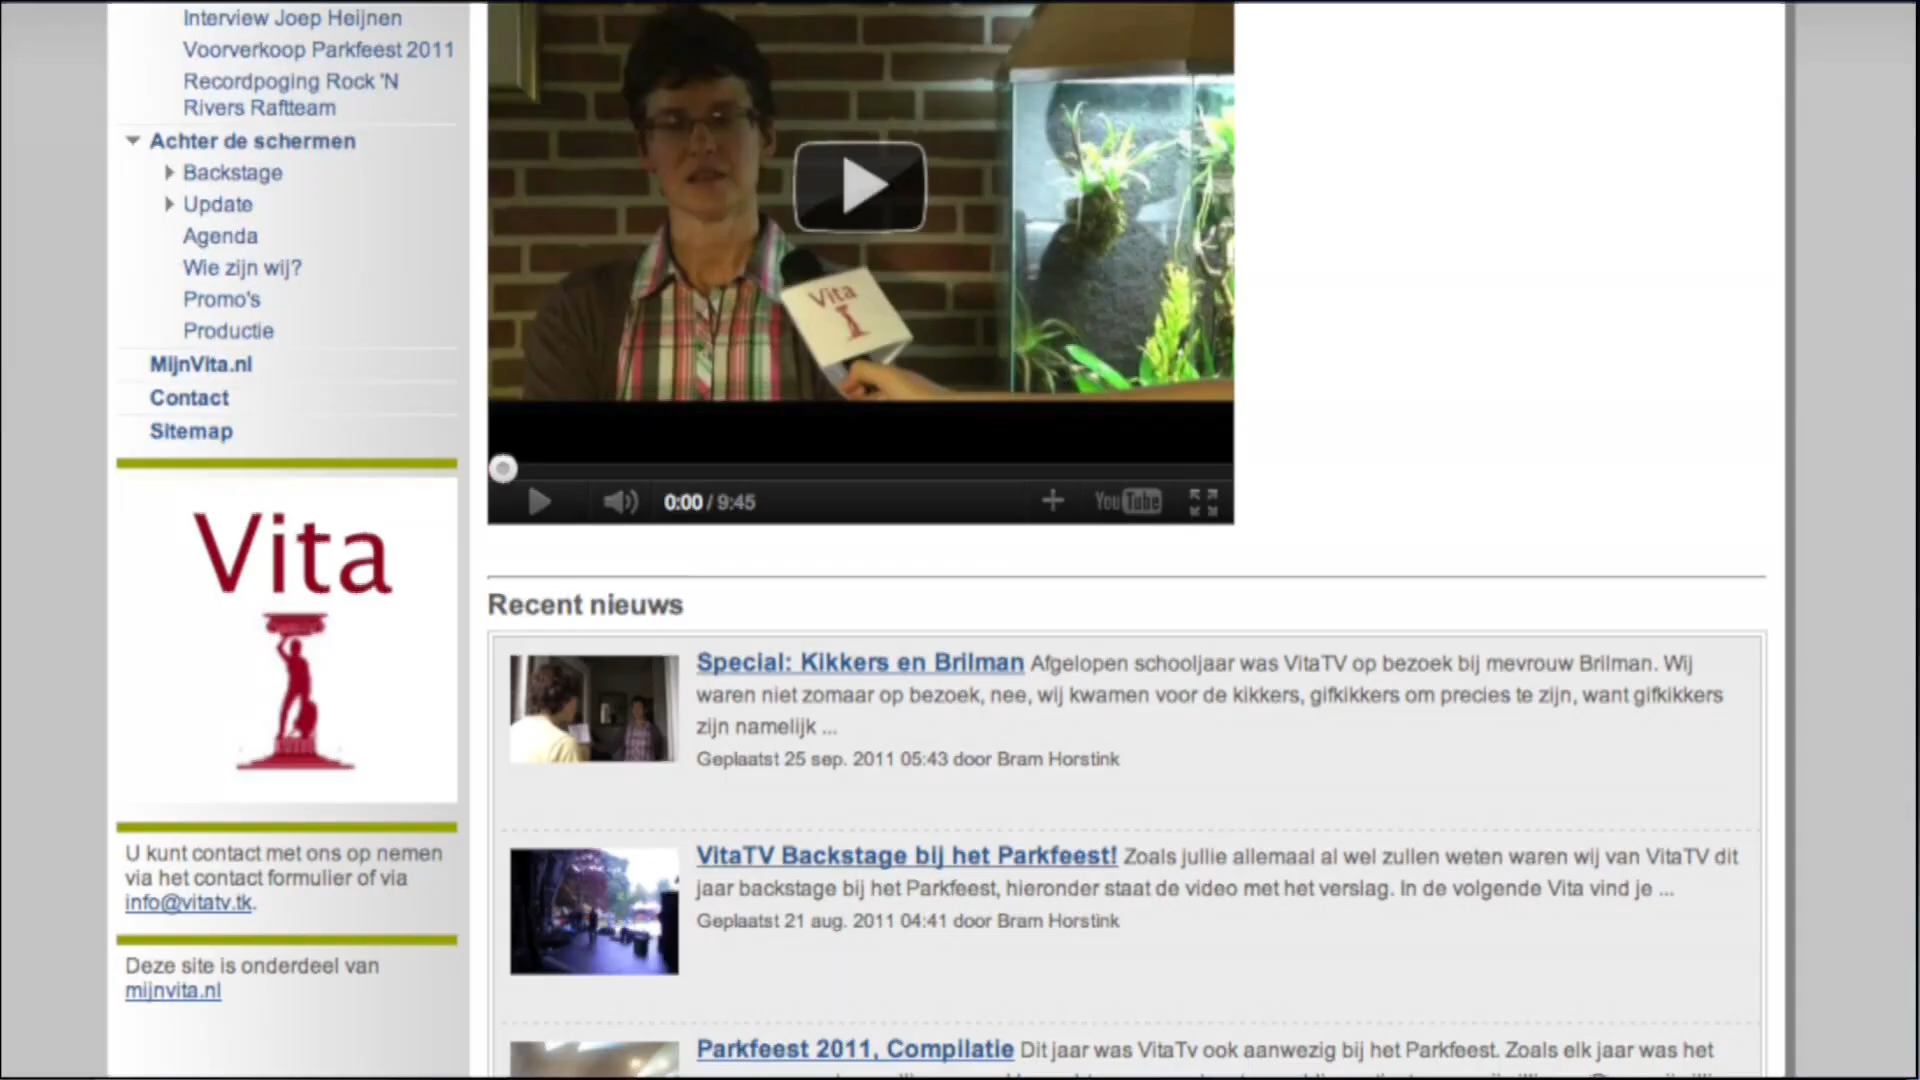 Interview Joep Heijnen
Voorverkoop Parkfeest 2011
Recordpoging Rock 'N
Rivers Raftteam
Achter de schermen
Backstage
Update
Agenda
Wie zijn wij?
Promo's
Productie
MijnVita.nl
Contact
Sitemap
Vita
U kunt contact met ons op nemen
via het contact formulier of via
info@vitatv.tk.
Deze site is onderdeel van
mijnvita.nl
Vita
0:00 / 9:45
YouTube
Recent nieuws
Special: Kikkers en Brilman Afgelopen schooljaar was VitaTV op bezoek bij mevrouw Brilman. Wij
waren niet zomaar op bezoek, nee, wij kwamen voor de kikkers, gifkikkers om precies te zijn, want gifkikkers
zijn namelijk ...
Geplaatst 25 sep. 2011 05:43 door Bram Horstink
VitaTV Backstage bij het Parkfeest! Zoals jullie allemaal al wel zullen weten waren wij van VitaTV dit
jaar backstage bij het Parkfeest, hieronder staat de video met het verslag. In de volgende Vita vind je ...
Geplaatst 21 aug. 2011 04:41 door Bram Horstink
Parkfeest 2011, Compilatie Dit jaar was VitaTv ook aanwezig bij het Parkfeest. Zoals elk jaar was het